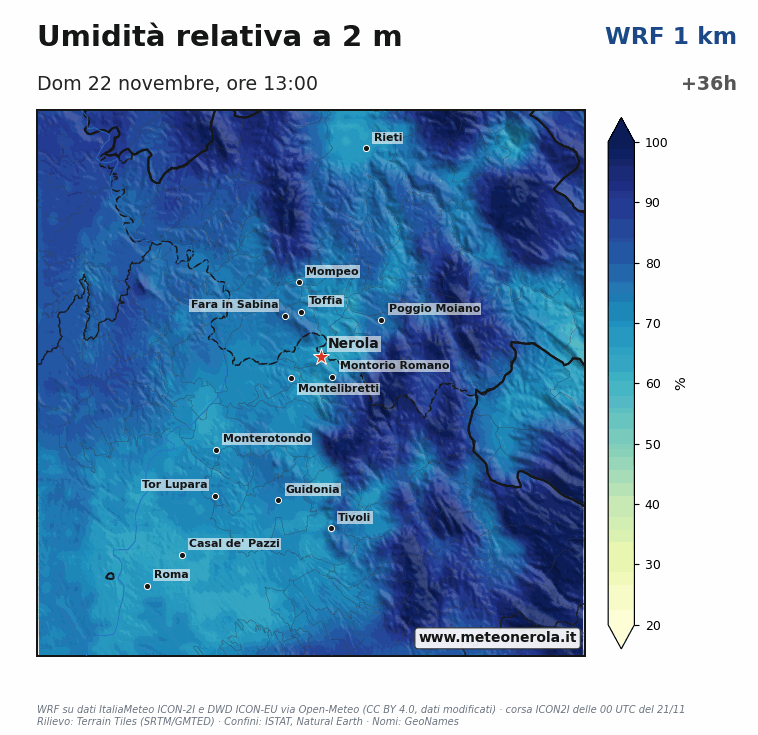 Umidità relativa a 2 m
WRF 1 km
Dom 22 novembre, ore 13:00
+36h
Rieti
100
90
Mompeo
80
Toffia
Fara in Sabina
Poggio Moiano
70
Nerola
Montorio Romano
60
%
Montelibretti
Monterotondo
50
Tor Lupara
Guidonia
40
Tivoli
Casal de' Pazzi
30
Roma
20
www.meteonerola.it
WRF su dati ItaliaMeteo ICON-2I e DWD ICON-EU via Open-Meteo (CC BY 4.0, dati modificati) · corsa ICON2I delle 00 UTC del 21/11
Rilievo: Terrain Tiles (SRTM/GMTED) · Confini: ISTAT, Natural Earth · Nomi: GeoNames